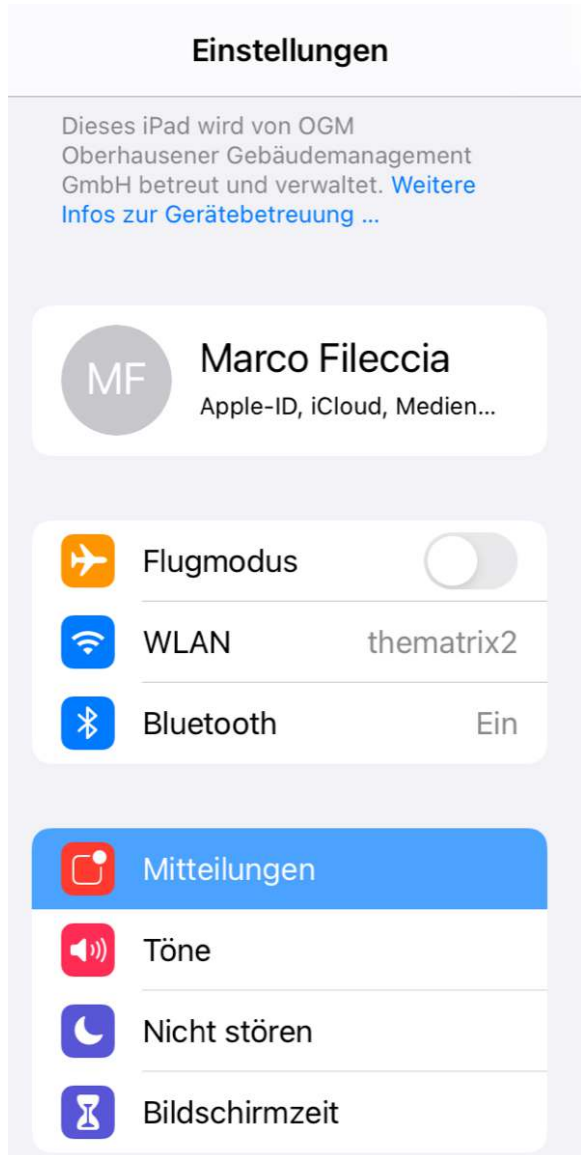 Einstellungen
Dieses iPad wird von OGM
Oberhausener Gebäudemanagement
GmbH betreut und verwaltet. Weitere
Infos zur Gerätebetreuung ...
MF
Marco Fileccia
Apple-ID, iCloud, Medien...
Flugmodus
WLAN thematrix2
Bluetooth Ein
Mitteilungen
Töne
Nicht stören
Bildschirmzeit